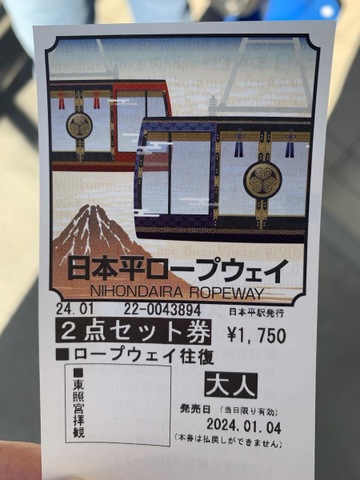 日本平ロープウェイ
NIHONDAIRA ROPEWAY
24.01 22-0043894 日本平駅発行
2点セット券 ¥1,750
■ロープウェイ往復
■東照宮拝観
大人
発売日 (当日限り有効)
2024.01.04
(本券は払戻しができません)